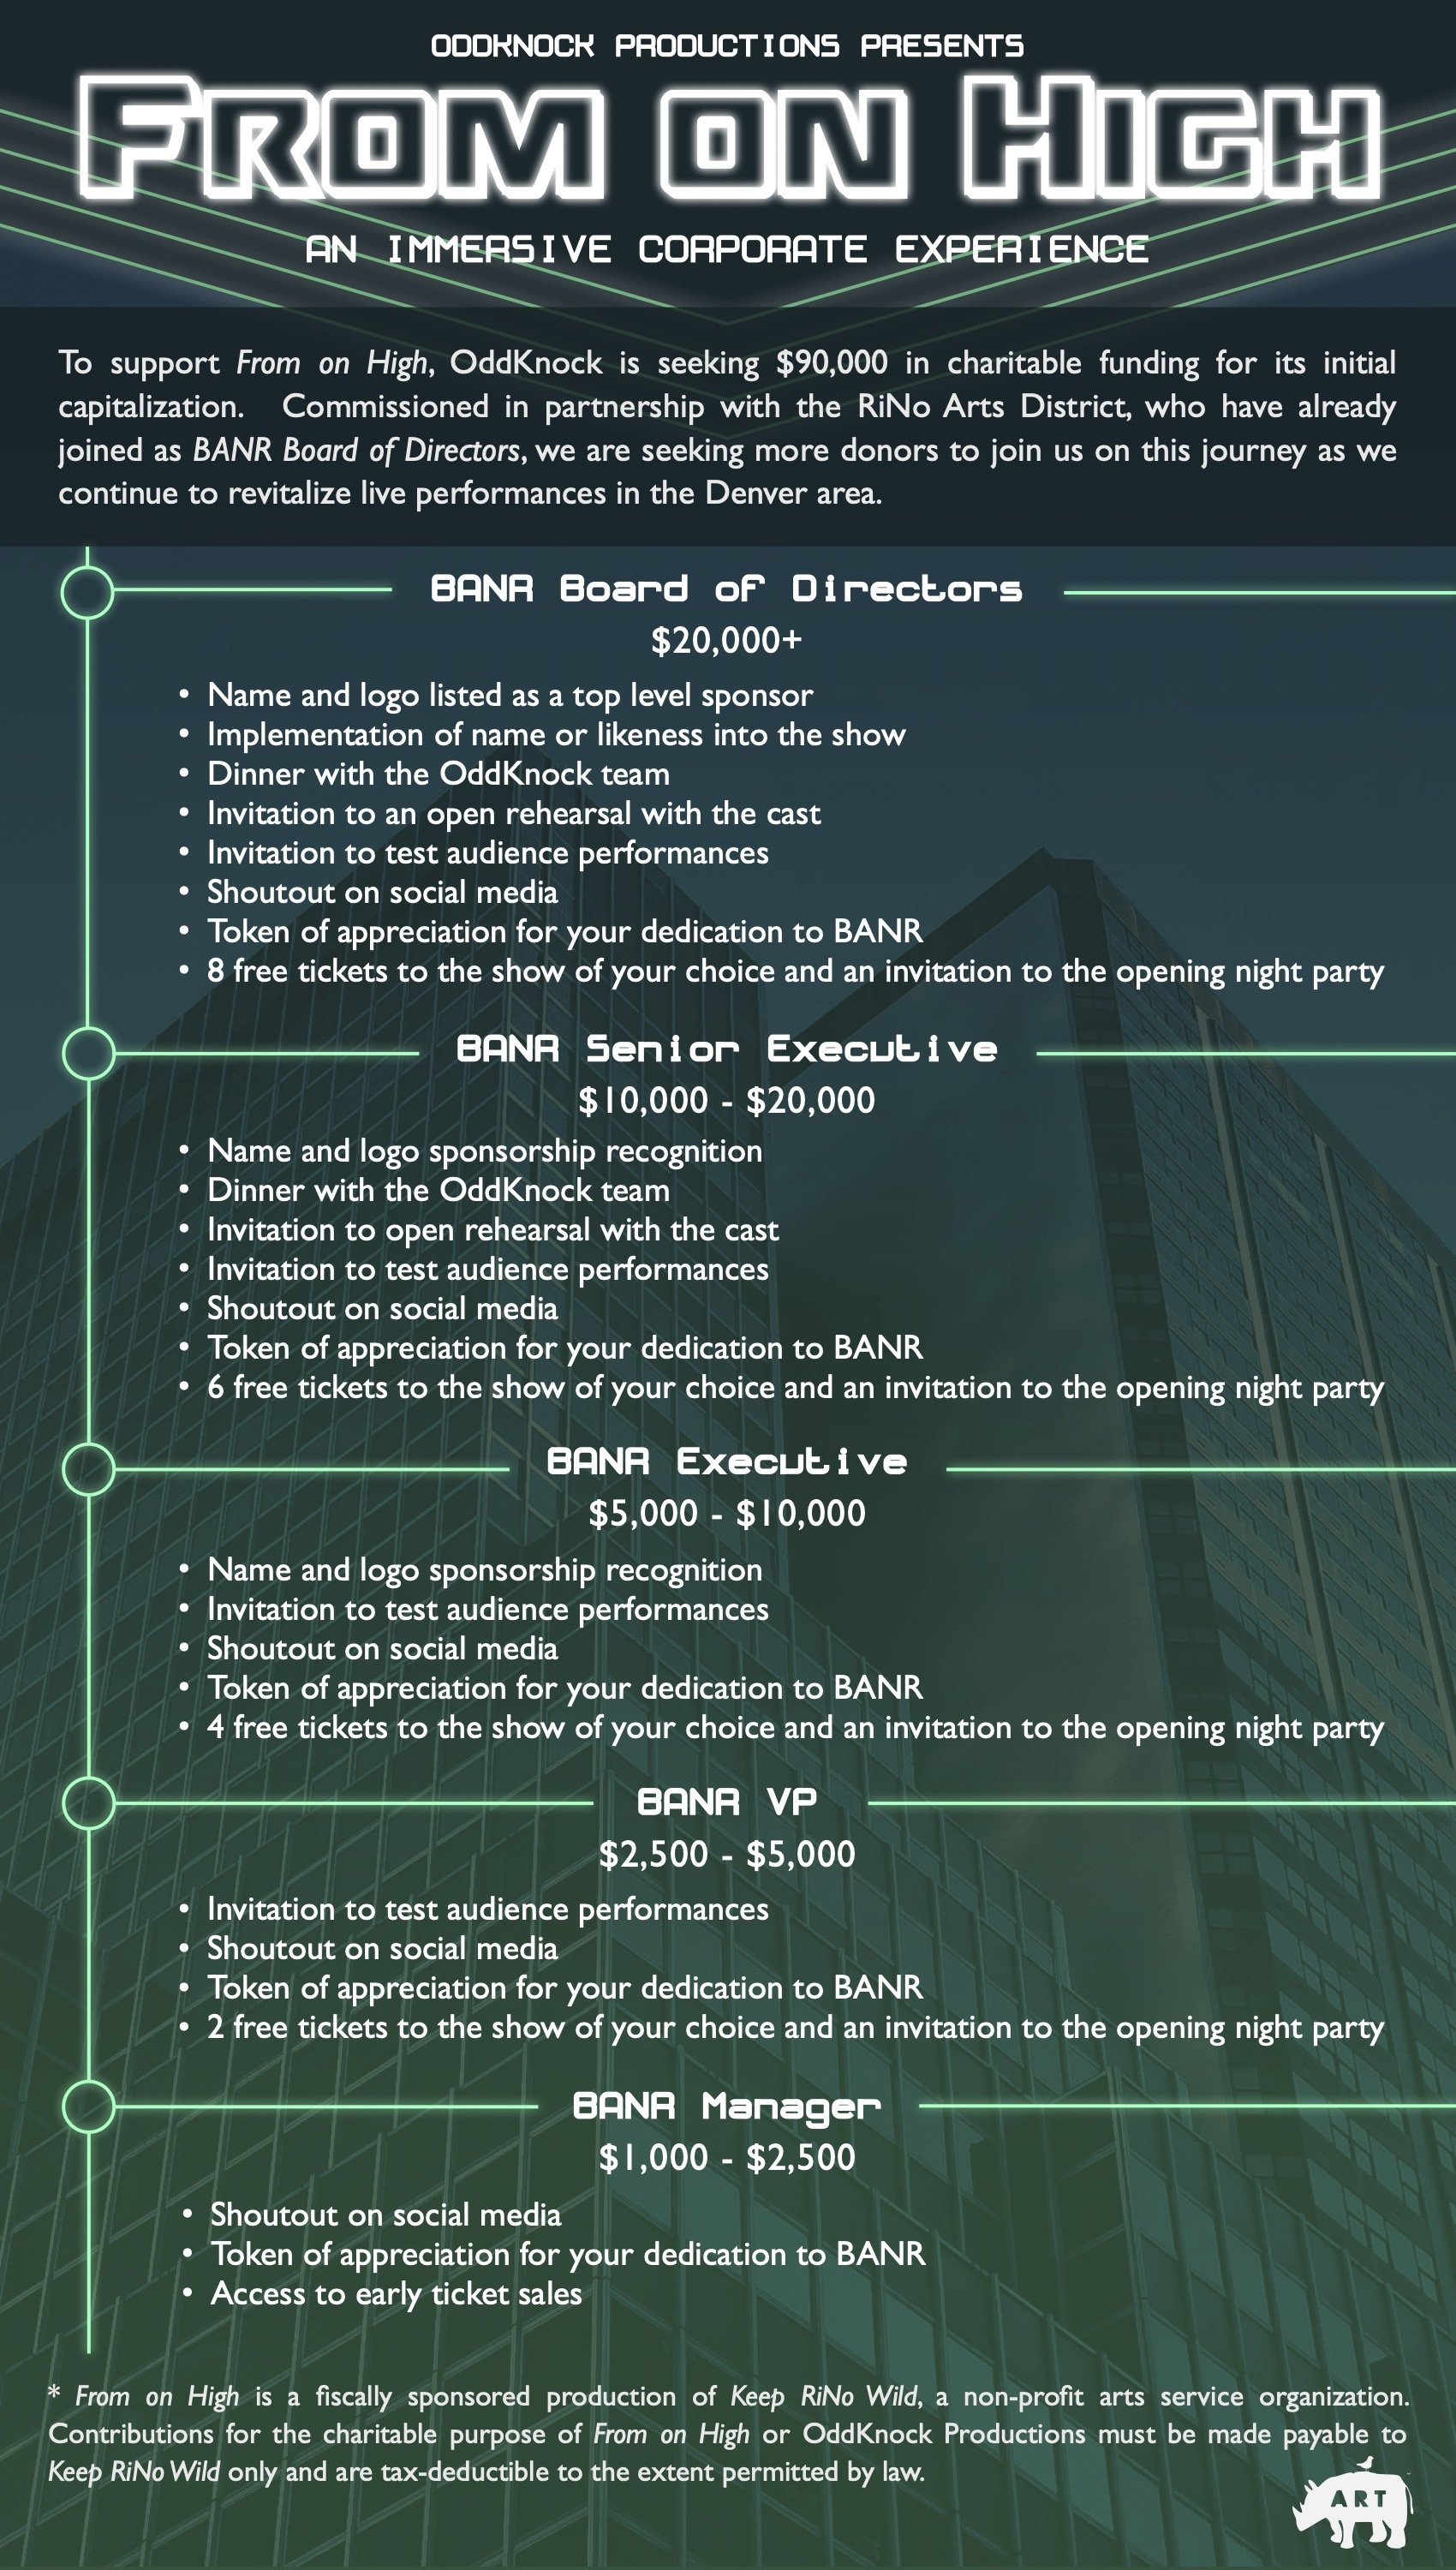 ODDKNOCK PRODUCTIONS PRESENTS
FROM ON HIGH
AN IMMERSIVE CORPORATE EXPERIENCE
To support From on High, OddKnock is seeking $90,000 in charitable funding for its initial
capitalization. Commissioned in partnership with the RiNo Arts District, who have already
joined as BANR Board of Directors, we are seeking more donors to join us on this journey as we
continue to revitalize live performances in the Denver area.
BANR Board of Directors
$20,000+
• Name and logo listed as a top level sponsor
• Implementation of name or likeness into the show
• Dinner with the OddKnock team
• Invitation to an open rehearsal with the cast
• Invitation to test audience performances
• Shoutout on social media
• Token of appreciation for your dedication to BANR
• 8 free tickets to the show of your choice and an invitation to the opening night party
BANR Senior Executive
$10,000 - $20,000
• Name and logo sponsorship recognition
• Dinner with the OddKnock team
• Invitation to open rehearsal with the cast
• Invitation to test audience performances
• Shoutout on social media
• Token of appreciation for your dedication to BANR
• 6 free tickets to the show of your choice and an invitation to the opening night party
BANR Executive
$5,000 - $10,000
• Name and logo sponsorship recognition
• Invitation to test audience performances
• Shoutout on social media
• Token of appreciation for your dedication to BANR
• 4 free tickets to the show of your choice and an invitation to the opening night party
BANR VP
$2,500 - $5,000
• Invitation to test audience performances
• Shoutout on social media
• Token of appreciation for your dedication to BANR
• 2 free tickets to the show of your choice and an invitation to the opening night party
BANR Manager
$1,000 - $2,500
• Shoutout on social media
• Token of appreciation for your dedication to BANR
• Access to early ticket sales
* From on High is a fiscally sponsored production of Keep RiNo Wild, a non-profit arts service organization.
Contributions for the charitable purpose of From on High or OddKnock Productions must be made payable to
Keep RiNo Wild only and are tax-deductible to the extent permitted by law.
ART